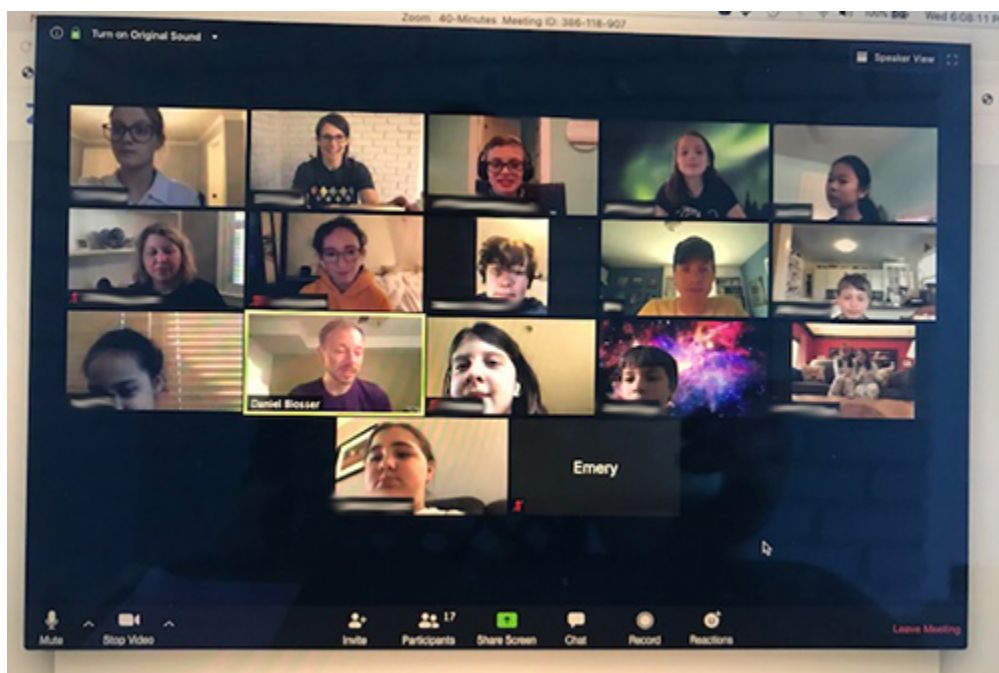 Zoom 40-Minutes Meeting ID: 386-118-907
100%
Wed 6:08:11 P
Turn on Original Sound
Speaker View
Daniel Blosser
Emery
Mute
Stop Video
Invite
Participants
17
Share Screen
Chat
Record
Reactions
Leave Meeting